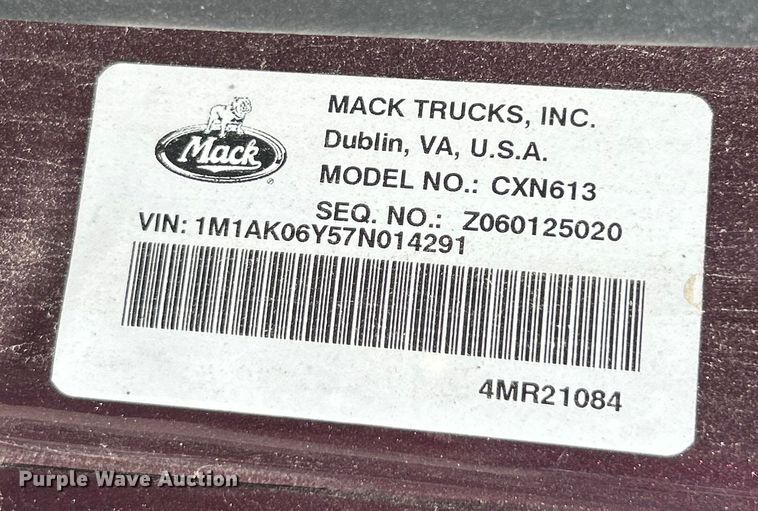 Mack
MACK TRUCKS, INC.
Dublin, VA, U.S.A.
MODEL NO.: CXN613
SEQ. NO.: Z060125020
VIN: 1M1AK06Y57N014291
4MR21084
Purple Wave Auction